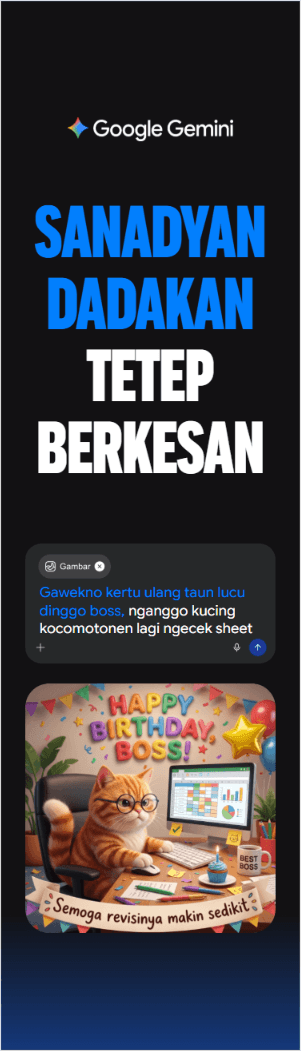 Google Gemini
SANADYAN
DADAKAN
TETEP
BERKESAN
Gambar
Gawekno kertu ulang taun lucu
dinggo boss, nganggo kucing
kocomotonen lagi ngecek sheet
HAPPY
BIRTHDAY,
BOSS!
BEST
BOSS
Semoga revisinya makin sedikit